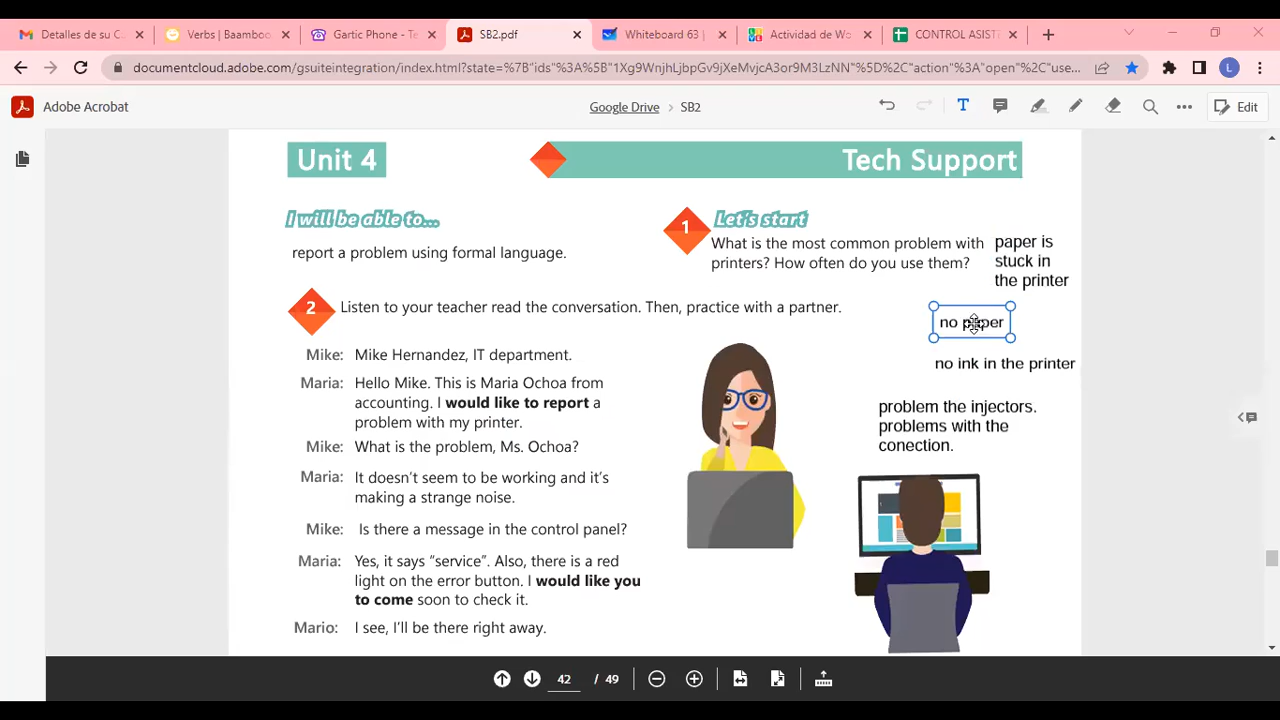 Detalles de su C
Verbs | Baamboo
Gartic Phone - Te
SB2.pdf
Whiteboard 63 |
Actividad de Wo
CONTROL ASIST
documentcloud.adobe.com/gsuiteintegration/index.html?state=%7B"ids"%3A%5B"1Xg9WnjhLjbpGv9jXeMvjcA3or9M3LzNN"%5D%2C"action"%3A"open"%2C"use...
L
Adobe Acrobat
Google Drive
SB2
T
Edit
Unit 4
Tech Support
I will be able to...
report a problem using formal language.
1
Let's start
What is the most common problem with
printers? How often do you use them?
paper is
stuck in
the printer
2
Listen to your teacher read the conversation. Then, practice with a partner.
no paper
no ink in the printer
problem the injectors.
problems with the
conection.
Mike: Mike Hernandez, IT department.
Maria: Hello Mike. This is Maria Ochoa from
accounting. I would like to report a
problem with my printer.
Mike: What is the problem, Ms. Ochoa?
Maria: It doesn't seem to be working and it's
making a strange noise.
Mike: Is there a message in the control panel?
Maria: Yes, it says “service”. Also, there is a red
light on the error button. I would like you
to come soon to check it.
Mario: I see, I'll be there right away.
42 / 49